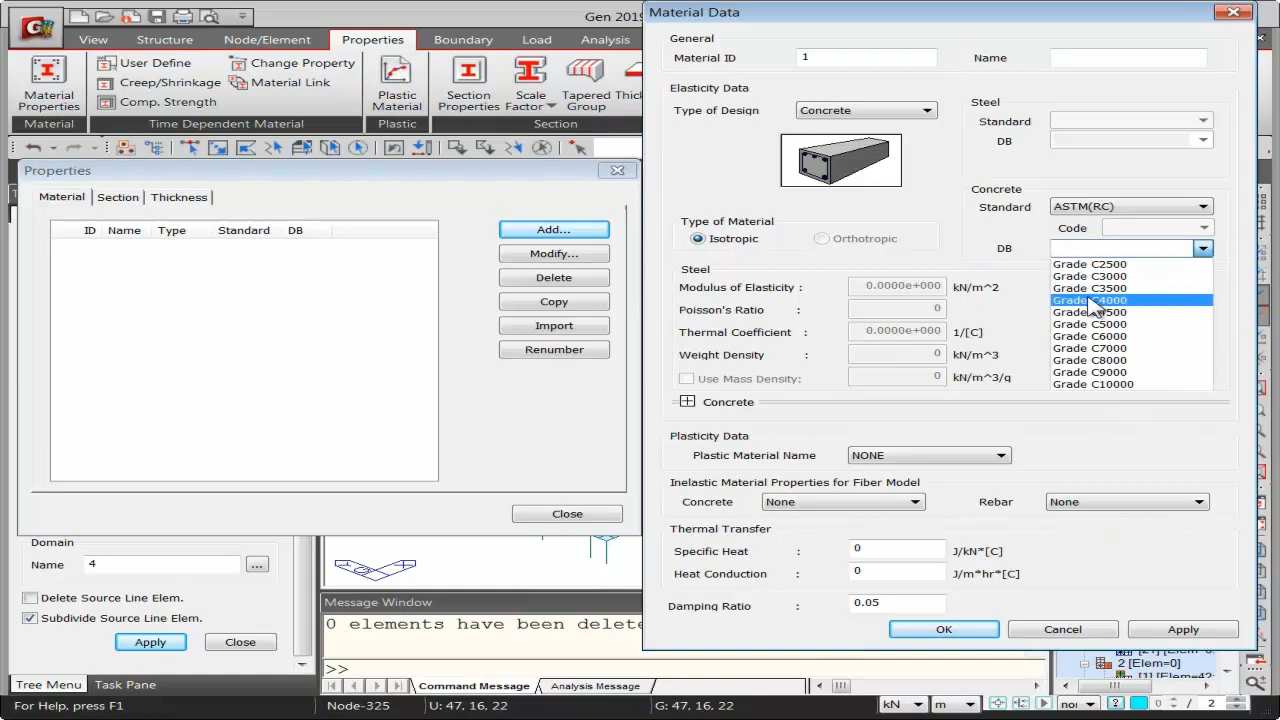 Gen 2019
View Structure Node/Element Properties Boundary Load Analysis
User Define Change Property
Creep/Shrinkage Material Link
Comp. Strength
Material Properties
Plastic Material
Section Properties
Scale Factor
Tapered Group
Material Time Dependent Material Plastic Section
Properties
Material Section Thickness
ID Name Type Standard DB
Add...
Modify...
Delete
Copy
Import
Renumber
Close
Domain
Name 4 ...
Delete Source Line Elem.
Subdivide Source Line Elem.
Apply Close
Tree Menu Task Pane
Message Window
0 elements have been delete
>>
Command Message Analysis Message
Material Data
General
Material ID 1 Name
Elasticity Data
Type of Design Concrete
Steel
Standard
DB
Concrete
Standard ASTM(RC)
Code
DB
Grade C2500
Grade C3000
Grade C3500
Grade C4000
Grade C4500
Grade C5000
Grade C6000
Grade C7000
Grade C8000
Grade C9000
Grade C10000
Type of Material
Isotropic Orthotropic
Steel
Modulus of Elasticity : 0.0000e+000 kN/m^2
Poisson's Ratio : 0
Thermal Coefficient : 0.0000e+000 1/[C]
Weight Density : 0 kN/m^3
Use Mass Density: 0 kN/m^3/g
Concrete
Plasticity Data
Plastic Material Name NONE
Inelastic Material Properties for Fiber Model
Concrete None Rebar None
Thermal Transfer
Specific Heat : 0 J/kN*[C]
Heat Conduction : 0 J/m*hr*[C]
Damping Ratio : 0.05
OK Cancel Apply
2 [Elem=0]
For Help, press F1 Node-325 U: 47, 16, 22 G: 47, 16, 22 kN m 0 / 2